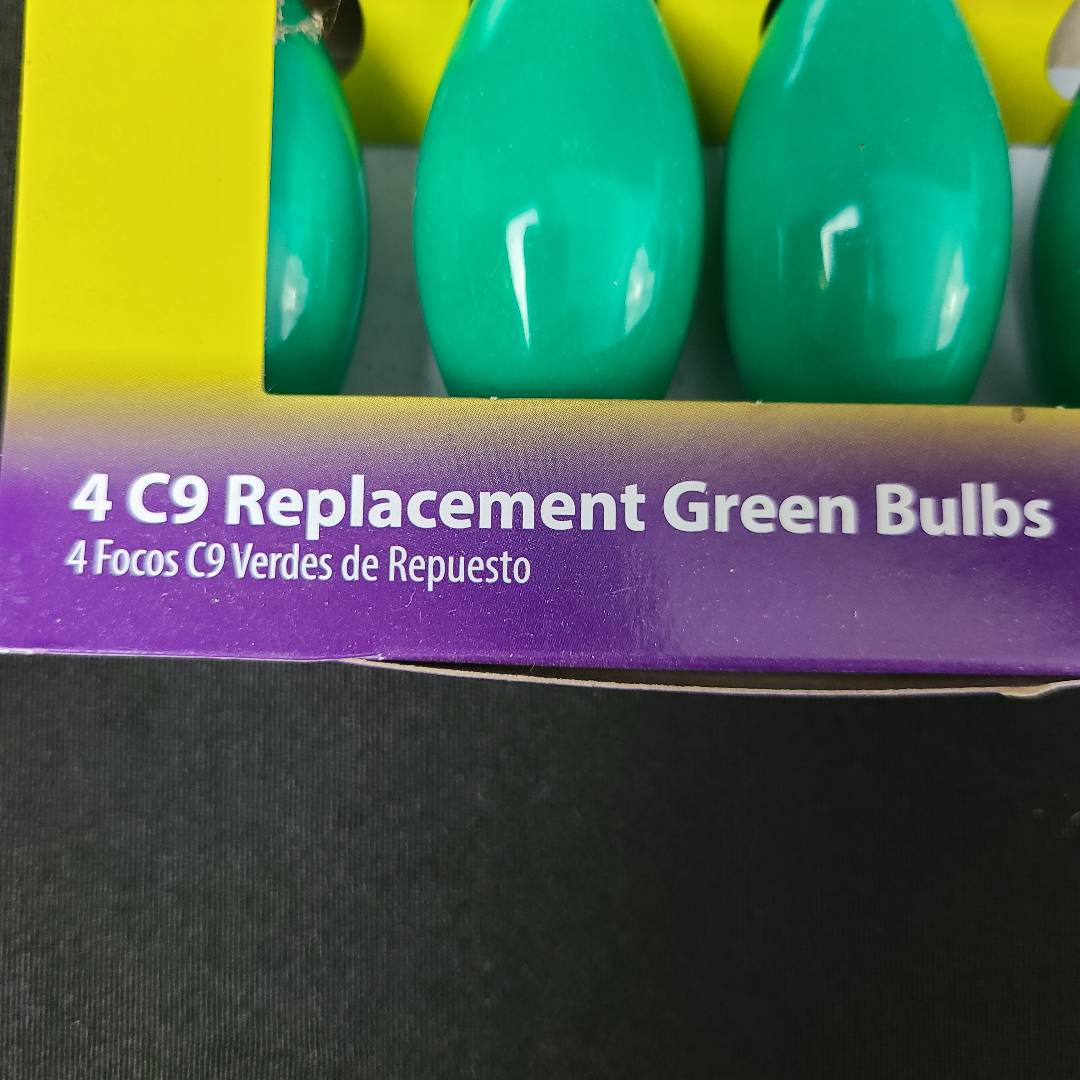 4 C9 Replacement Green Bulbs
4 Focos C9 Verdes de Repuesto